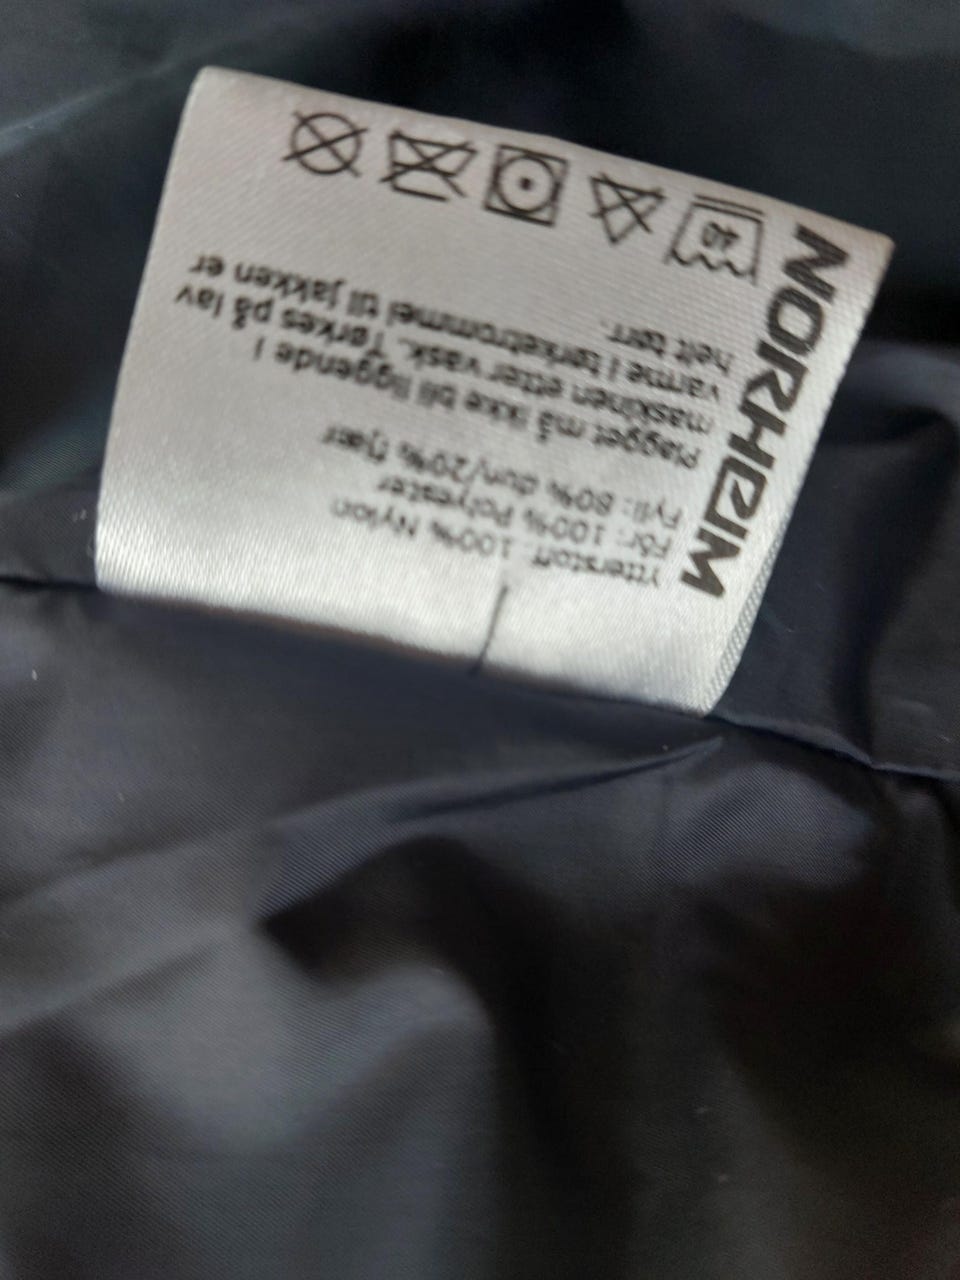 NORHEIM
Ytterstoff: 100% Nylon
Fôr: 100% Polyester
Fyll: 80% dun/20% fjær
Plagget må ikke bli liggende i
maskinen etter vask. Tørkes på lav
varme i tørketrommel til jakken er
helt tørr.
40